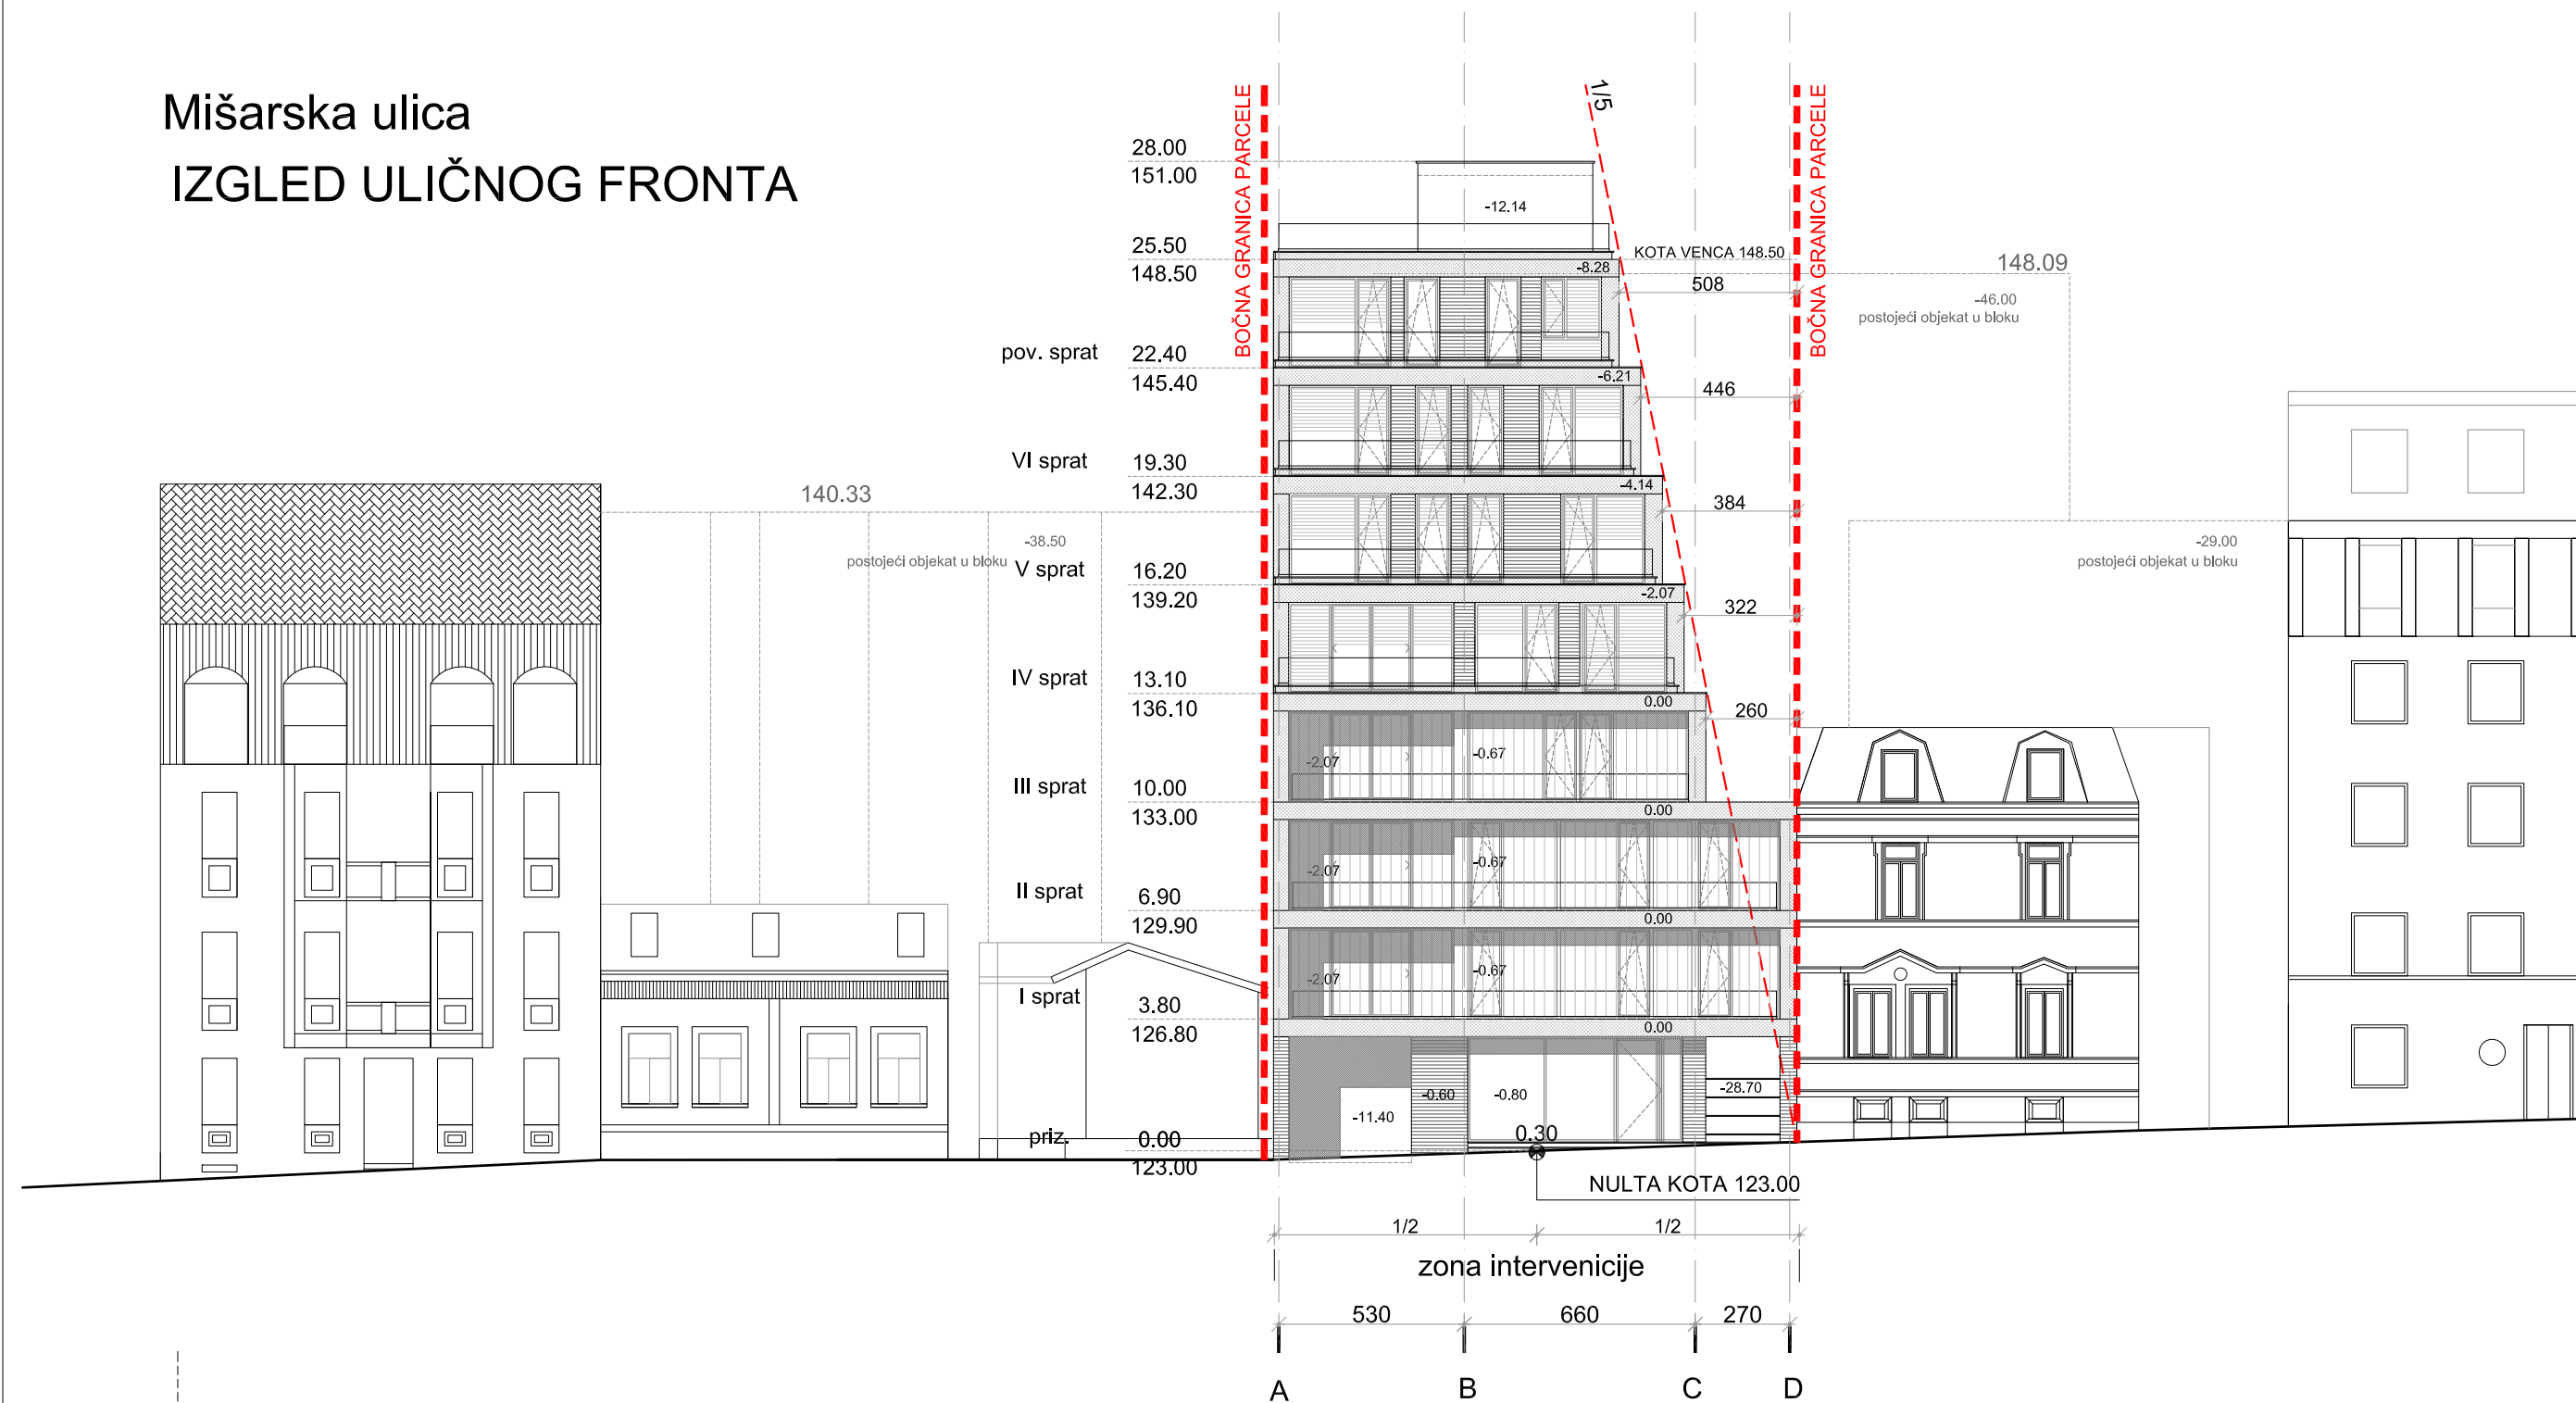 Mišarska ulica
IZGLED ULIČNOG FRONTA
BOČNA GRANICA PARCELE
1/5
BOČNA GRANICA PARCELE
28.00
151.00
-12.14
25.50
148.50
KOTA VENCA 148.50
-8.28
508
148.09
-46.00
postojeći objekat u bloku
pov. sprat
22.40
145.40
-6.21
446
VI sprat
19.30
142.30
-4.14
384
140.33
-38.50
postojeći objekat u bloku
-29.00
postojeći objekat u bloku
V sprat
16.20
139.20
-2.07
322
IV sprat
13.10
136.10
0.00
260
-2.07
-0.67
III sprat
10.00
133.00
0.00
-2.07
-0.67
II sprat
6.90
129.90
0.00
-2.07
-0.67
I sprat
3.80
126.80
0.00
-11.40
-0.60
-0.80
-28.70
priz.
0.00
123.00
0.30
NULTA KOTA 123.00
1/2
1/2
zona intervenicije
530
660
270
A
B
C
D